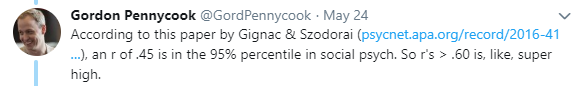 Gordon Pennycook @GordPennycook · May 24
According to this paper by Gignac & Szodorai (psycnet.apa.org/record/2016-41
...), an r of .45 is in the 95% percentile in social psych. So r's > .60 is, like, super
high.